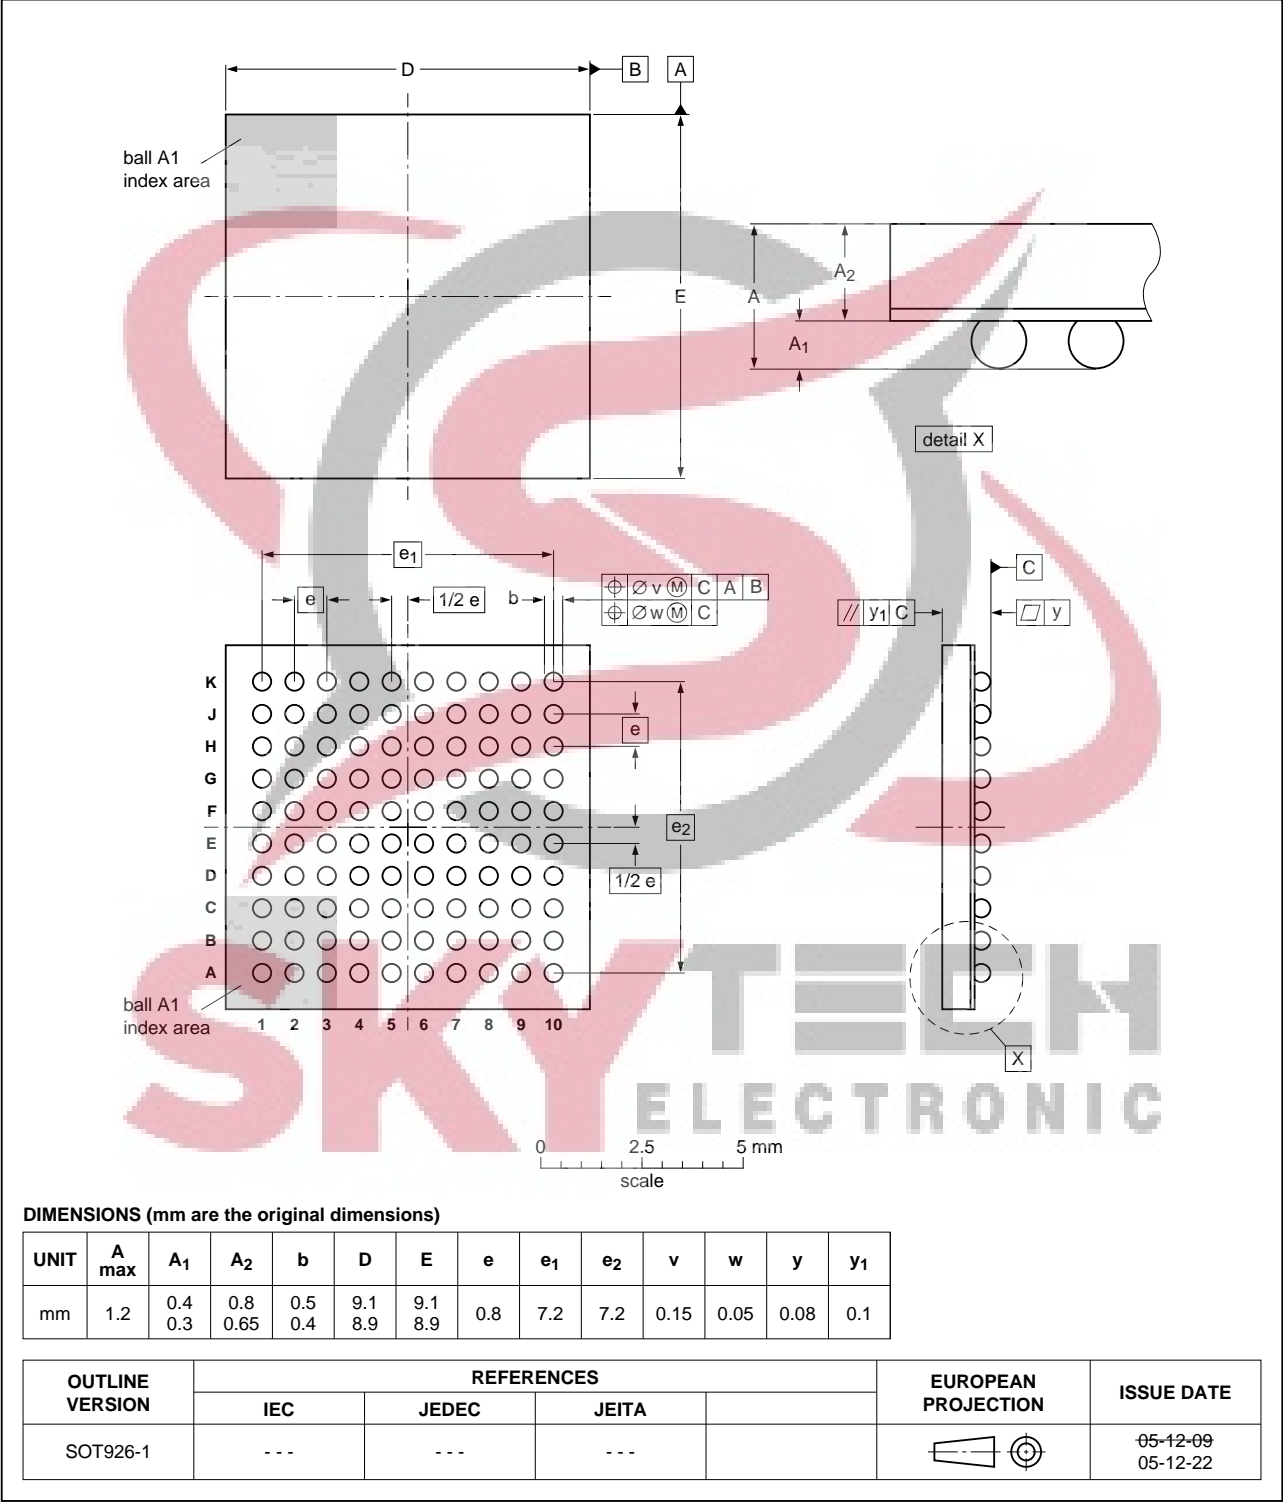 D B A
ball A1
index area
E A A2
A1
detail X
e1 C
e 1/2 e b ⌖ ∅ v Ⓜ C A B
⌖ ∅ w Ⓜ C
// y1 C ▱ y
K
J
H e
G
F
E e2
D 1/2 e
C
B
A
ball A1
index area
1 2 3 4 5 6 7 8 9 10
X
SKYTECH
ELECTRONIC
0 2.5 5 mm
scale
DIMENSIONS (mm are the original dimensions)
UNIT A max A1 A2 b D E e e1 e2 v w y y1
mm 1.2 0.4 0.3 0.8 0.65 0.5 0.4 9.1 8.9 9.1 8.9 0.8 7.2 7.2 0.15 0.05 0.08 0.1
OUTLINE VERSION REFERENCES EUROPEAN PROJECTION ISSUE DATE
IEC JEDEC JEITA
SOT926-1 - - - - - - - - - 05-12-09
05-12-22